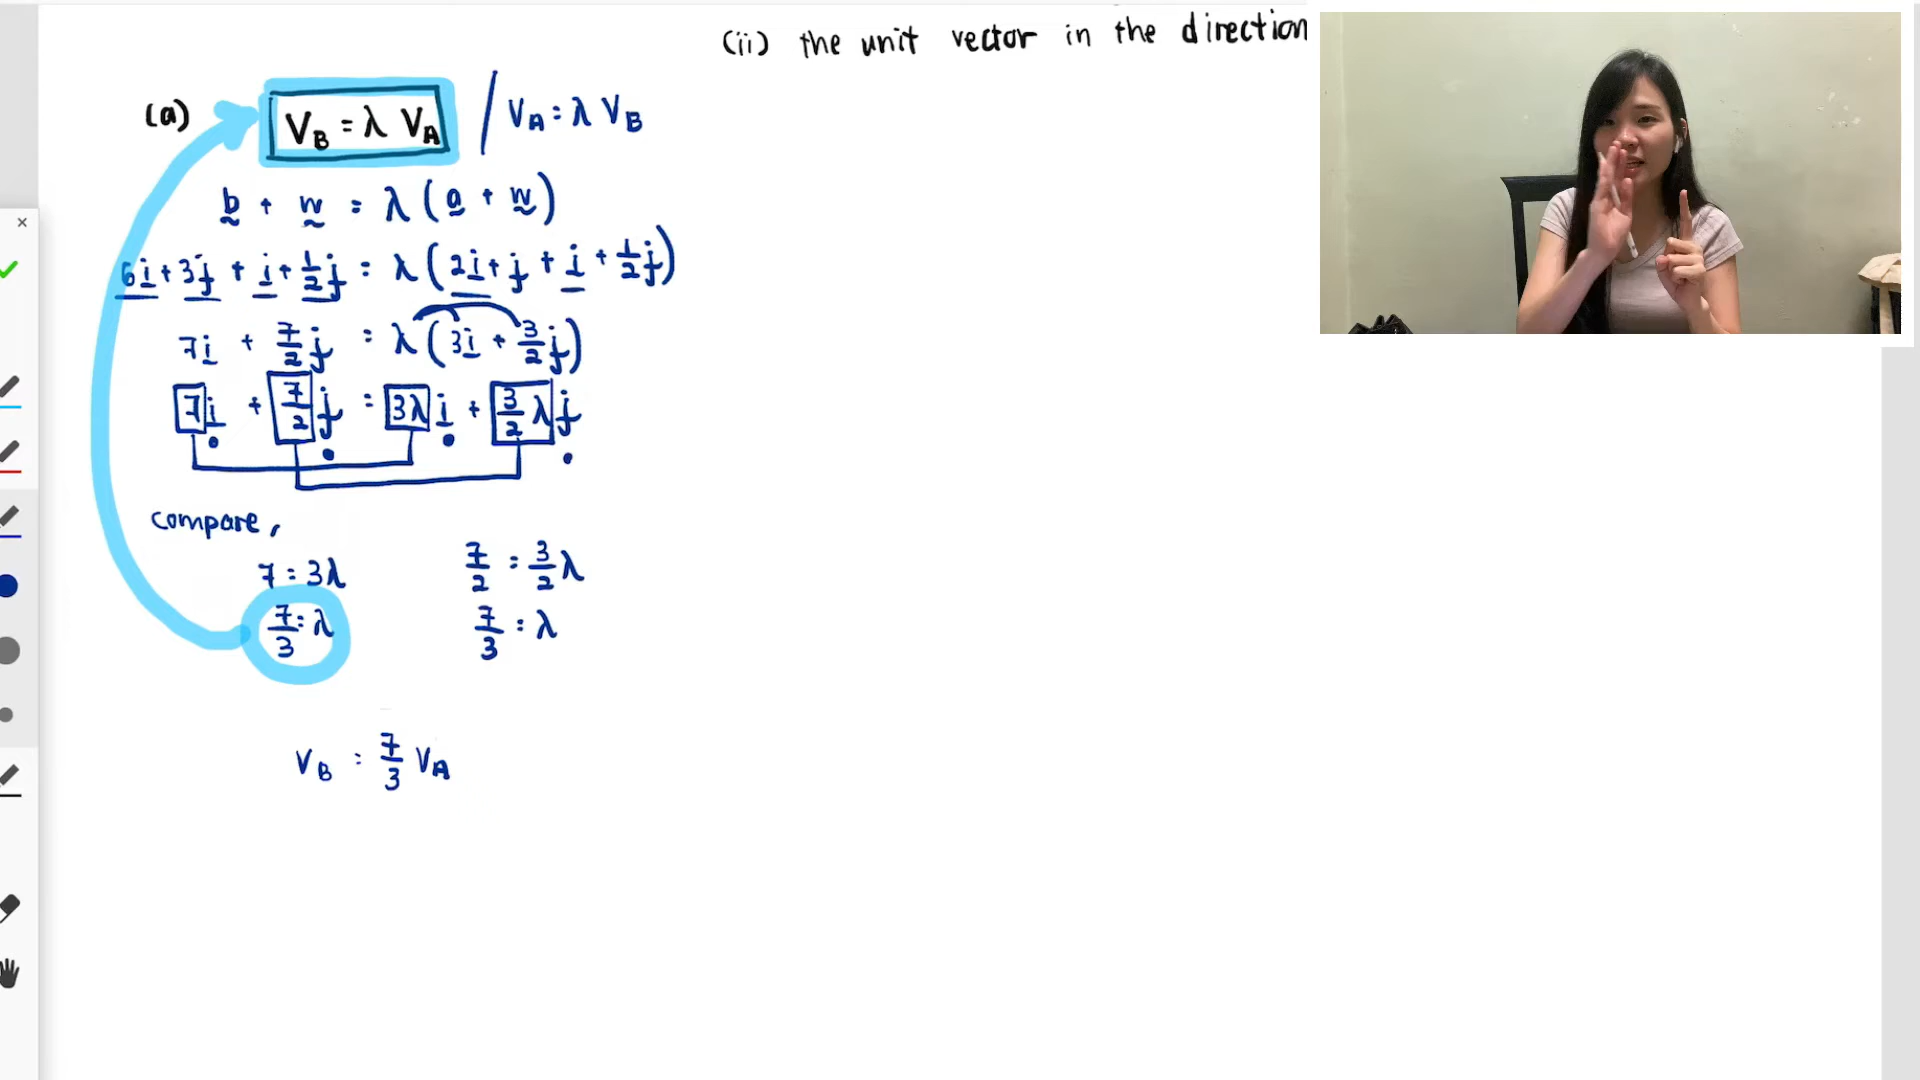 (ii) the unit vector in the direction
(a) V_B = λ V_A / V_A = λ V_B
b + w = λ (a + w)
6i + 3j + i + 1/2 j = λ (2i + j + i + 1/2 j)
7i + 7/2 j = λ (3i + 3/2 j)
7i + 7/2 j = 3λ i + 3/2 λ j
compare,
7 = 3λ
7/3 = λ
7/2 = 3/2 λ
7/3 = λ
V_B = 7/3 V_A